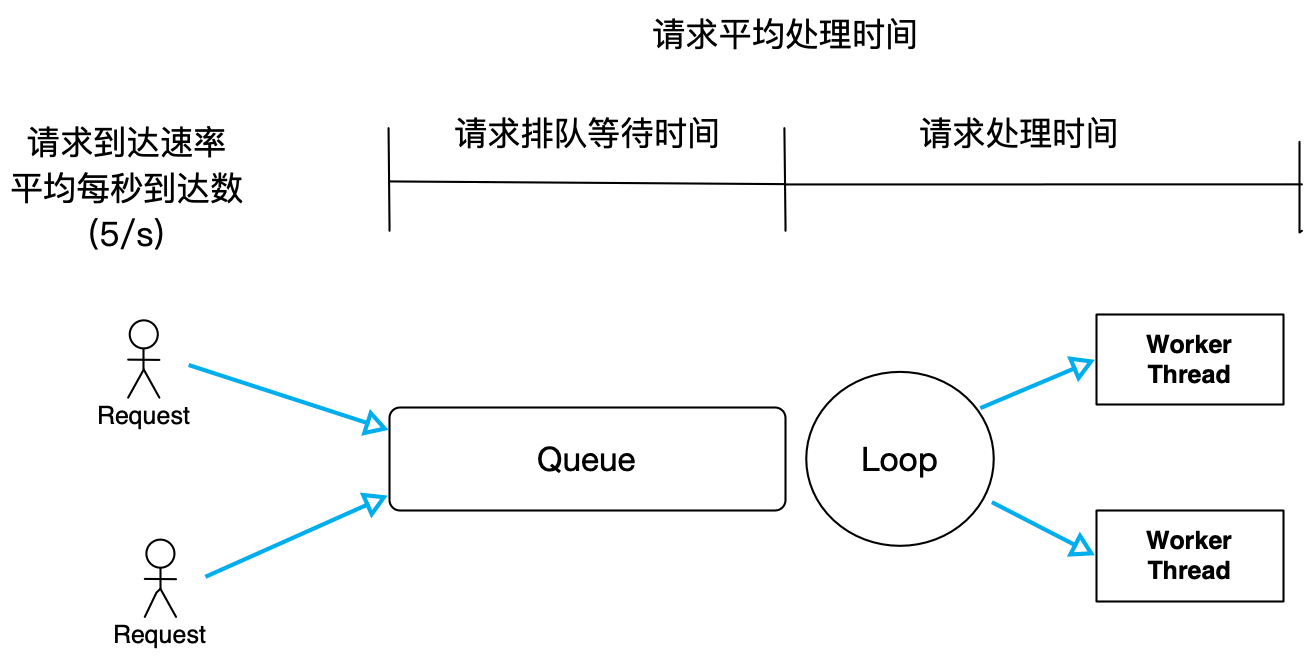 请求平均处理时间
请求到达速率
平均每秒到达数
(5/s)
请求排队等待时间
请求处理时间
Request
Queue
Loop
Worker
Thread
Worker
Thread
Request